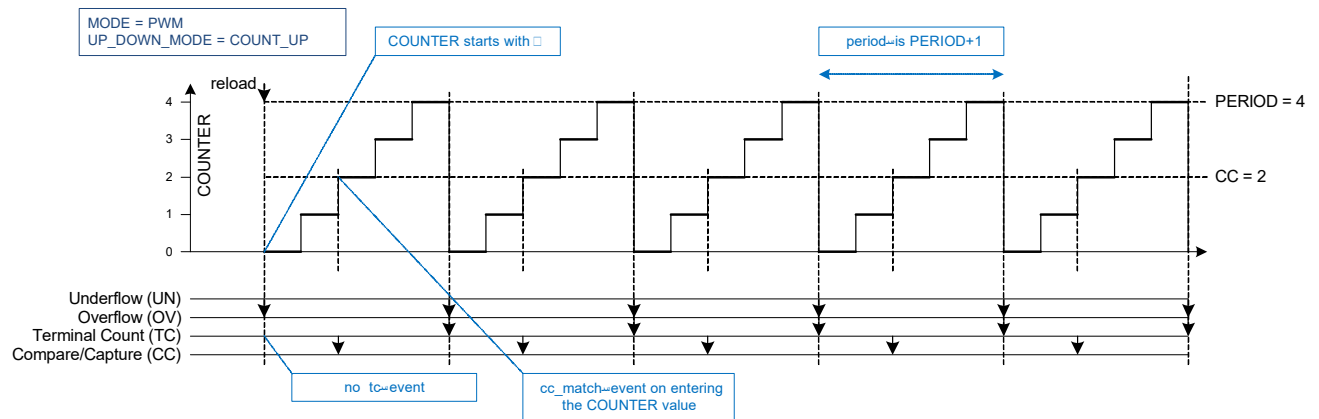 MODE = PWM
UP_DOWN_MODE = COUNT_UP
COUNTER starts with □
period is PERIOD+1
reload
4
PERIOD = 4
3
COUNTER
2
CC = 2
1
0
Underflow (UN)
Overflow (OV)
Terminal Count (TC)
Compare/Capture (CC)
no tc event
cc_match event on entering
the COUNTER value